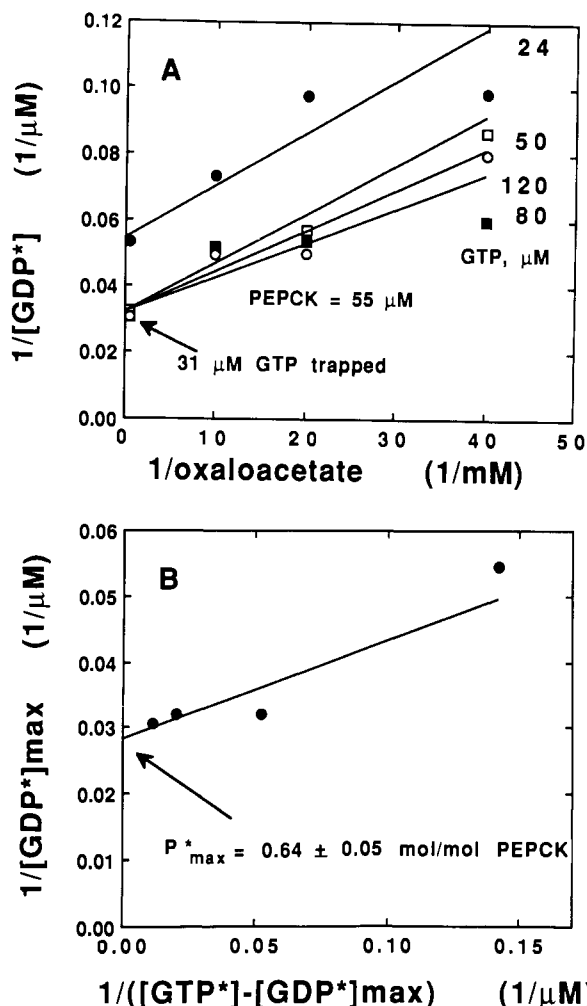 0.12
A
24
0.10
50
0.08
120
0.06
80
GTP, μM
PEPCK = 55 μM
0.04
31 μM GTP trapped
0.02
0.00
0 10 20 30 40 50
1/[GDP*] (1/μM)
1/oxaloacetate (1/mM)
0.06
B
0.05
0.04
0.03
0.02
P*max = 0.64 ± 0.05 mol/mol PEPCK
0.01
0.00
0.00 0.05 0.10 0.15
1/[GDP*]max (1/μM)
1/([GTP*]-[GDP*]max) (1/μM)